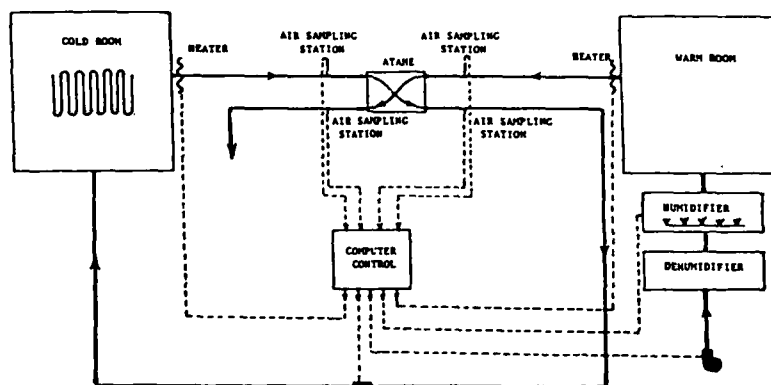 COLD ROOM
HEATER
AIR SAMPLING
STATION
ATAHE
AIR SAMPLING
STATION
HEATER
WARM ROOM
AIR SAMPLING
STATION
AIR SAMPLING
STATION
HUMIDIFIER
COMPUTER
CONTROL
DEHUMIDIFIER